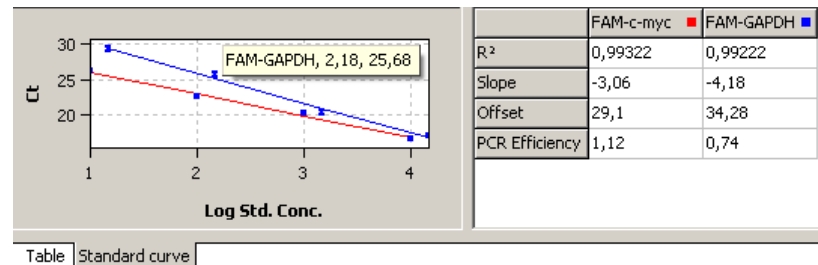 FAM-c-myc FAM-GAPDH
R² 0,99322 0,99222
Slope -3,06 -4,18
Offset 29,1 34,28
PCR Efficiency 1,12 0,74
30
25
20
Ct
FAM-GAPDH, 2,18, 25,68
1 2 3 4
Log Std. Conc.
Table Standard curve